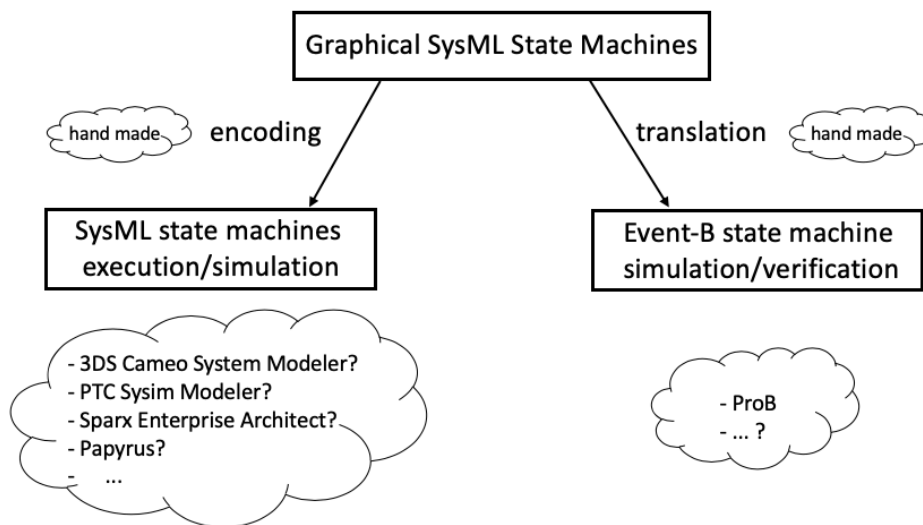 Graphical SysML State Machines
hand made
encoding
translation
hand made
SysML state machines
execution/simulation
Event-B state machine
simulation/verification
- 3DS Cameo System Modeler?
- PTC Sysim Modeler?
- Sparx Enterprise Architect?
- Papyrus?
- ...
- ProB
- ... ?